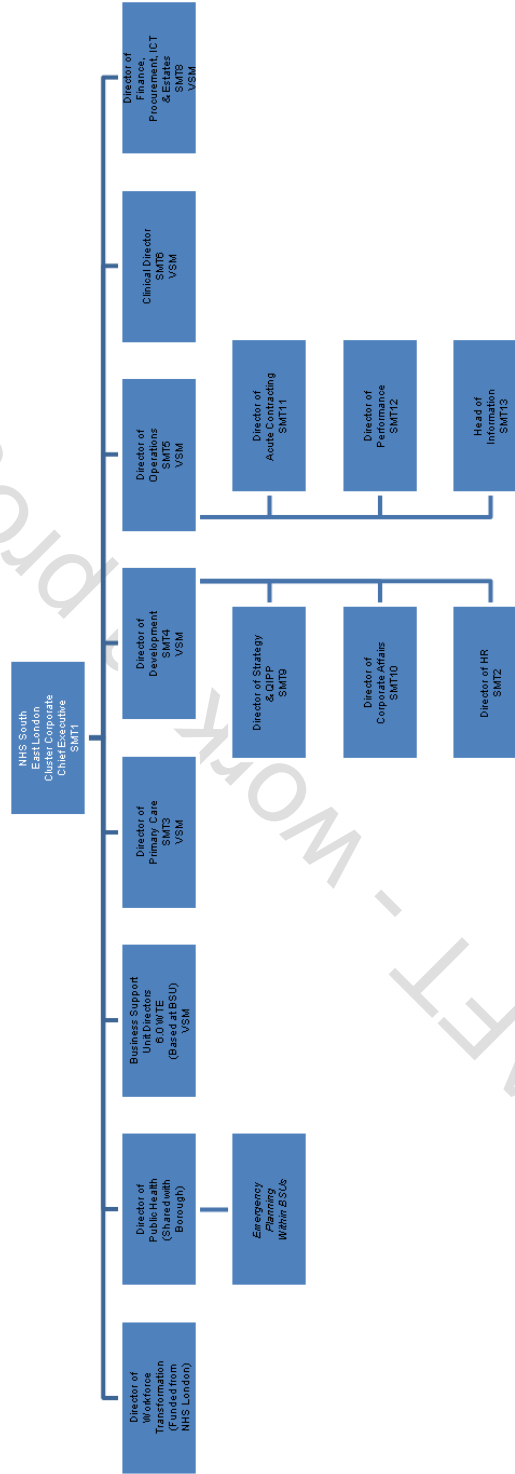 NHS South
East London
Cluster Corporate
Chief Executive
SMT1
Director of
Workforce
Transformation
(Funded from
NHS London)
Director of
Public Health
(Shared with
Borough)
Business Support
Unit Directors
6.0 WTE
(Based at BSU)
VSM
Director of
Primary Care
SMT3
VSM
Director of
Development
SMT4
VSM
Director of
Operations
SMT5
VSM
Clinical Director
SMT6
VSM
Director of
Finance,
Procurement, ICT
& Estates
SMT8
VSM
Emergency
Planning
Within BSUs
Director of Strategy
& QIPP
SMT9
Director of
Acute Contracting
SMT11
Director of
Corporate Affairs
SMT10
Director of
Performance
SMT12
Director of HR
SMT2
Head of
Information
SMT13